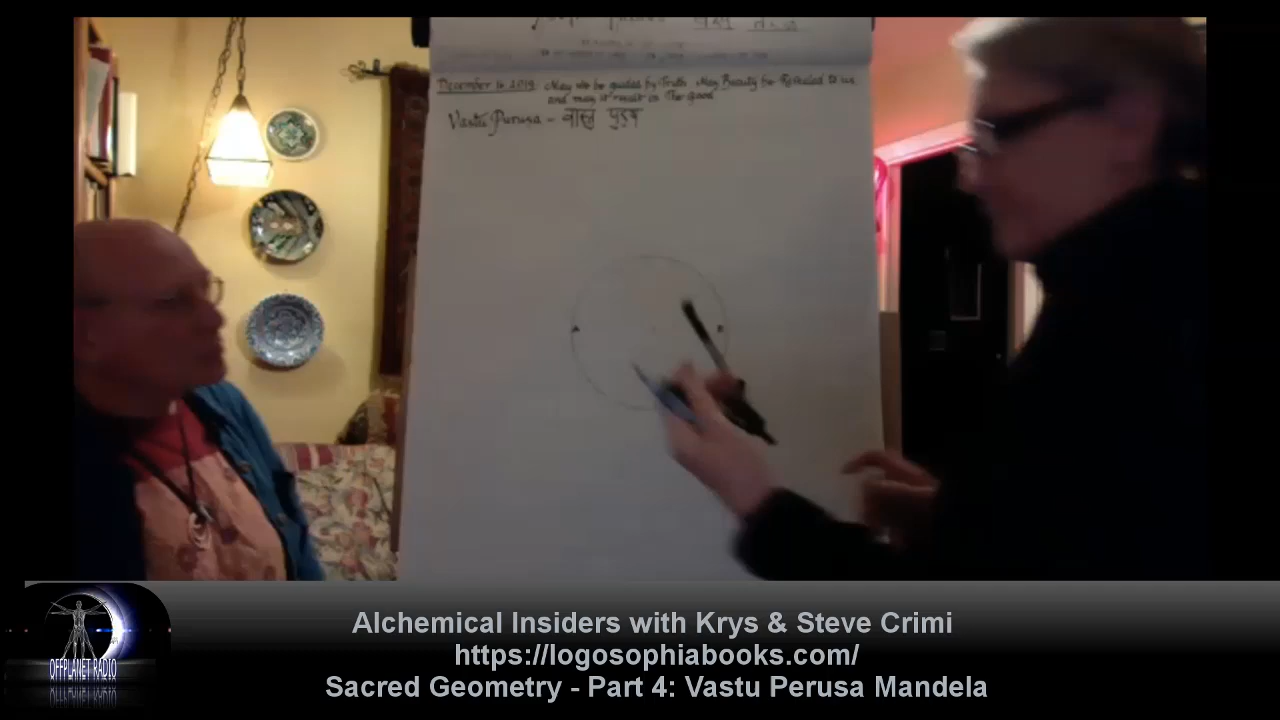 December 16 2019: May we be guided by Truth May Beauty be Revealed to us
and may it result in The Good
Vastu Purusa - वास्तु पुरुष
A
B
OFFPLANET RADIO
Alchemical Insiders with Krys & Steve Crimi
https://logosophiabooks.com/
Sacred Geometry - Part 4: Vastu Perusa Mandela